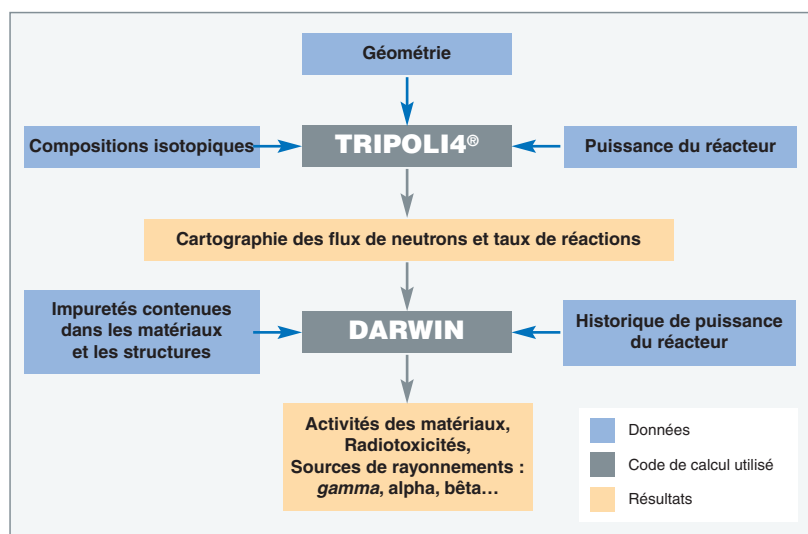 Géométrie
Compositions isotopiques
TRIPOLI4®
Puissance du réacteur
Cartographie des flux de neutrons et taux de réactions
Impuretés contenues
dans les matériaux
et les structures
DARWIN
Historique de puissance
du réacteur
Activités des matériaux,
Radiotoxicités,
Sources de rayonnements :
gamma, alpha, bêta…
Données
Code de calcul utilisé
Résultats